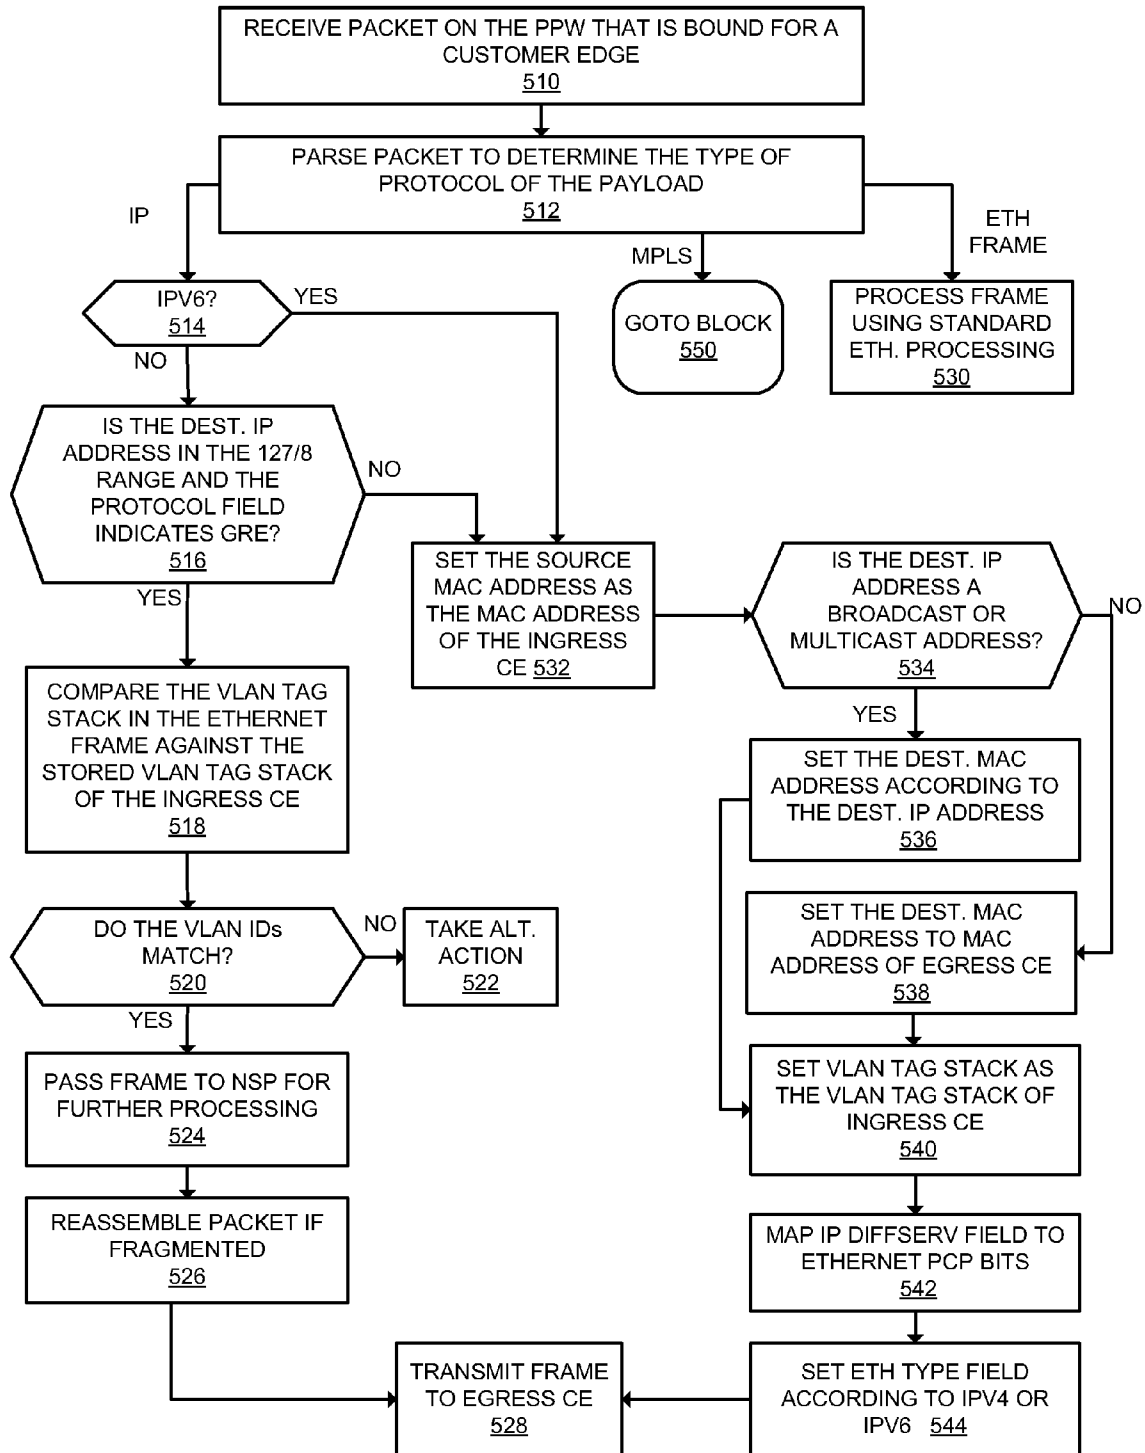 RECEIVE PACKET ON THE PPW THAT IS BOUND FOR A
CUSTOMER EDGE
510
PARSE PACKET TO DETERMINE THE TYPE OF
PROTOCOL OF THE PAYLOAD
512
IP
MPLS
ETH
FRAME
IPV6?
514
YES
NO
GOTO BLOCK
550
PROCESS FRAME
USING STANDARD
ETH. PROCESSING
530
IS THE DEST. IP
ADDRESS IN THE 127/8
RANGE AND THE
PROTOCOL FIELD
INDICATES GRE?
516
NO
YES
SET THE SOURCE
MAC ADDRESS AS
THE MAC ADDRESS
OF THE INGRESS
CE 532
IS THE DEST. IP
ADDRESS A
BROADCAST OR
MULTICAST ADDRESS?
534
NO
YES
COMPARE THE VLAN TAG
STACK IN THE ETHERNET
FRAME AGAINST THE
STORED VLAN TAG STACK
OF THE INGRESS CE
518
SET THE DEST. MAC
ADDRESS ACCORDING TO
THE DEST. IP ADDRESS
536
DO THE VLAN IDs
MATCH?
520
NO
YES
TAKE ALT.
ACTION
522
SET THE DEST. MAC
ADDRESS TO MAC
ADDRESS OF EGRESS CE
538
PASS FRAME TO NSP FOR
FURTHER PROCESSING
524
SET VLAN TAG STACK AS
THE VLAN TAG STACK OF
INGRESS CE
540
REASSEMBLE PACKET IF
FRAGMENTED
526
MAP IP DIFFSERV FIELD TO
ETHERNET PCP BITS
542
TRANSMIT FRAME
TO EGRESS CE
528
SET ETH TYPE FIELD
ACCORDING TO IPV4 OR
IPV6 544